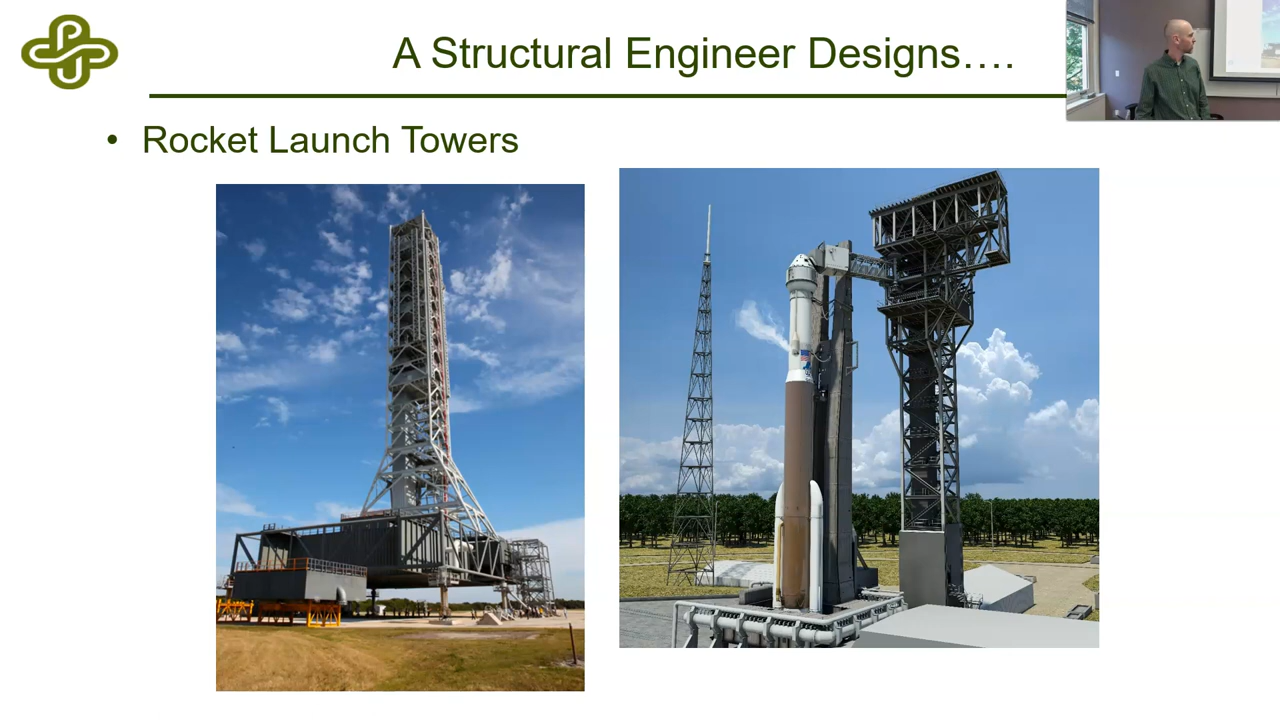 A Structural Engineer Designs….
• Rocket Launch Towers